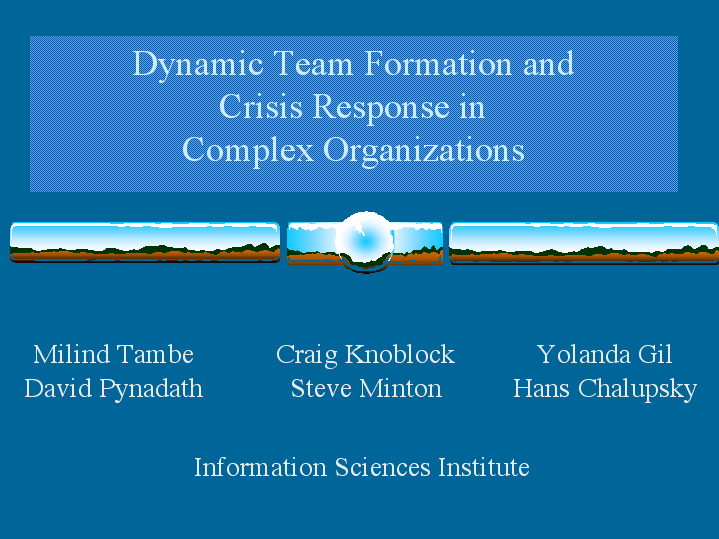 Dynamic Team Formation and
Crisis Response in
Complex Organizations
Milind Tambe
David Pynadath
Craig Knoblock
Steve Minton
Yolanda Gil
Hans Chalupsky
Information Sciences Institute